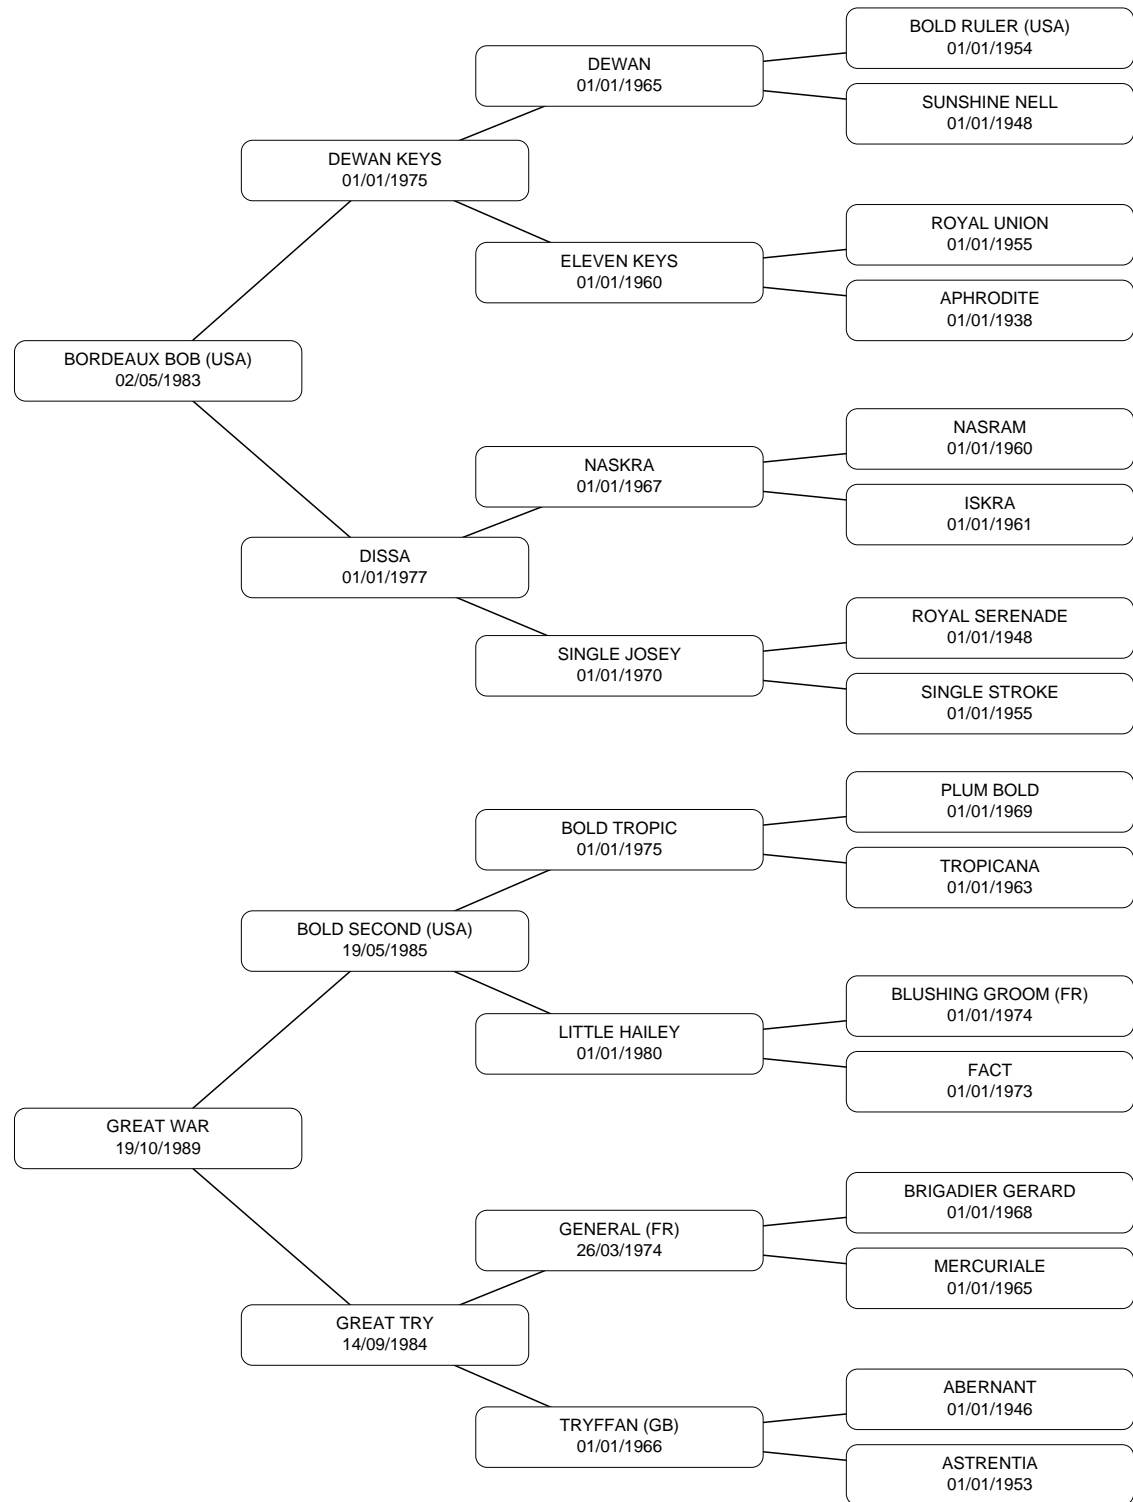 BOLD RULER (USA)
01/01/1954
DEWAN
01/01/1965
SUNSHINE NELL
01/01/1948
DEWAN KEYS
01/01/1975
ROYAL UNION
01/01/1955
ELEVEN KEYS
01/01/1960
APHRODITE
01/01/1938
BORDEAUX BOB (USA)
02/05/1983
NASRAM
01/01/1960
NASKRA
01/01/1967
ISKRA
01/01/1961
DISSA
01/01/1977
ROYAL SERENADE
01/01/1948
SINGLE JOSEY
01/01/1970
SINGLE STROKE
01/01/1955
PLUM BOLD
01/01/1969
BOLD TROPIC
01/01/1975
TROPICANA
01/01/1963
BOLD SECOND (USA)
19/05/1985
BLUSHING GROOM (FR)
01/01/1974
LITTLE HAILEY
01/01/1980
FACT
01/01/1973
GREAT WAR
19/10/1989
BRIGADIER GERARD
01/01/1968
GENERAL (FR)
26/03/1974
MERCURIALE
01/01/1965
GREAT TRY
14/09/1984
ABERNANT
01/01/1946
TRYFFAN (GB)
01/01/1966
ASTRENTIA
01/01/1953